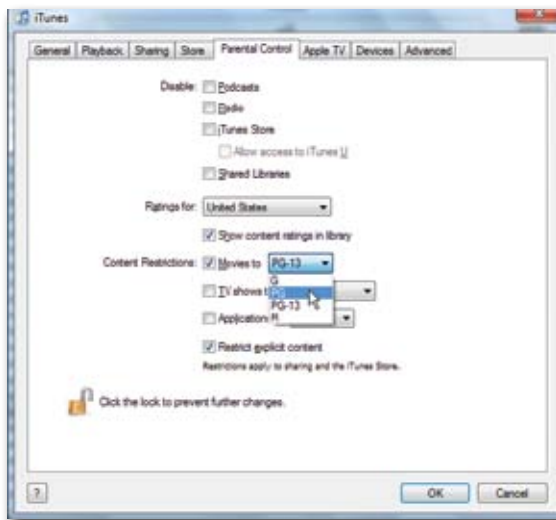 iTunes
General Playback Sharing Store Parental Control Apple TV Devices Advanced
Disable: Podcasts
Radio
iTunes Store
Allow access to iTunes U
Shared Libraries
Ratings for: United States
Show content ratings in library
Content Restrictions: Movies to PG-13
G
TV shows t PG
PG-13
Application R
Restrict explicit content
Restrictions apply to sharing and the iTunes Store.
Click the lock to prevent further changes.
? OK Cancel